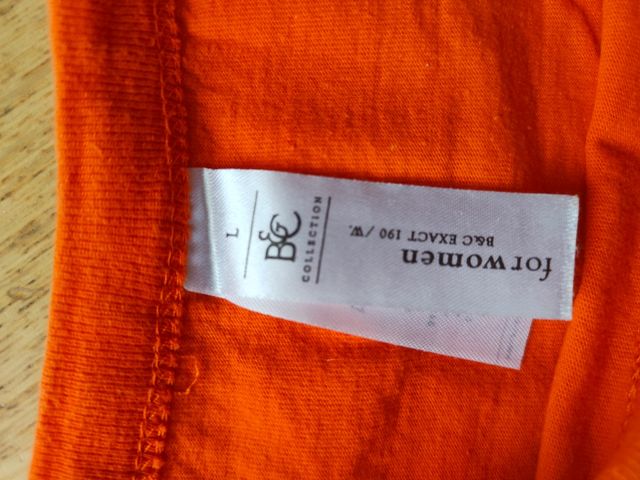 L
B&C
COLLECTION
for women
B&C EXACT 190 /W.